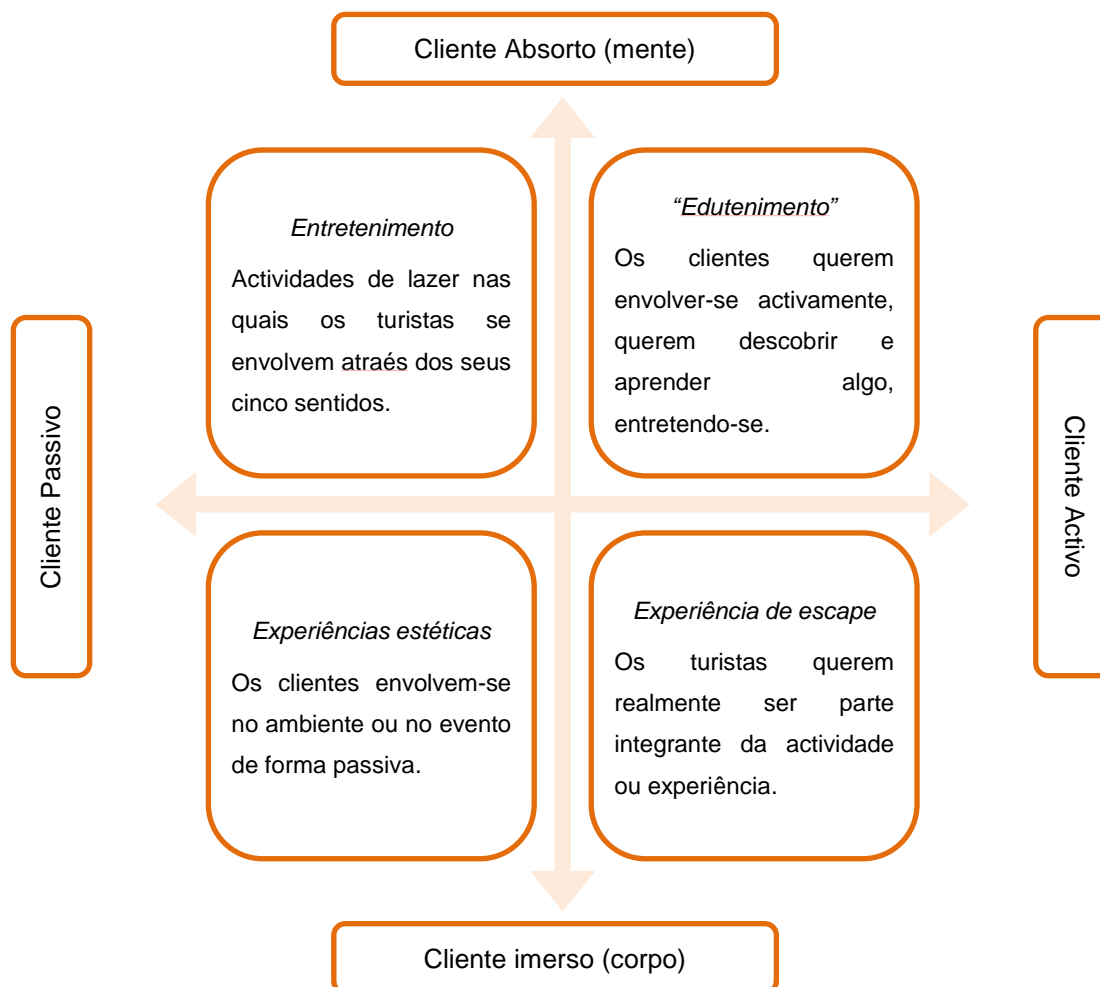 Cliente Absorto (mente)
Entretenimento
Actividades de lazer nas
quais os turistas se
envolvem ataés dos seus
cinco sentidos.
“Edutenimento”
Os clientes querem
envolver-se activamente,
querem descobrir e
aprender algo,
entretendo-se.
Cliente Passivo
Cliente Activo
Experiências estéticas
Os clientes envolvem-se
no ambiente ou no evento
de forma passiva.
Experiência de escape
Os turistas querem
realmente ser parte
integrante da actividade
ou experiência.
Cliente imerso (corpo)